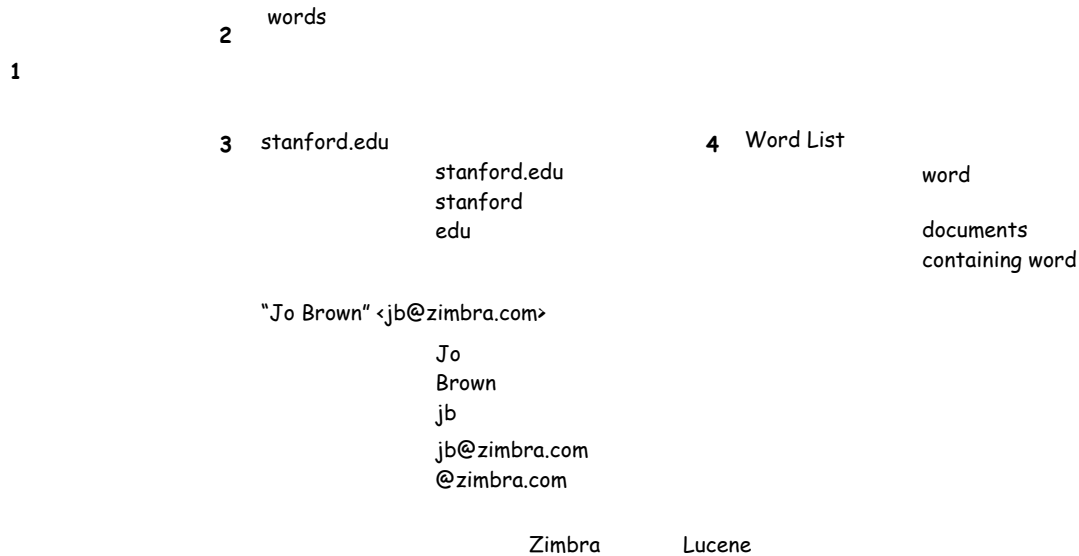 words
2
1
3 stanford.edu
stanford.edu
stanford
edu
4 Word List
word
documents
containing word
“Jo Brown” <jb@zimbra.com>
Jo
Brown
jb
jb@zimbra.com
@zimbra.com
Zimbra Lucene